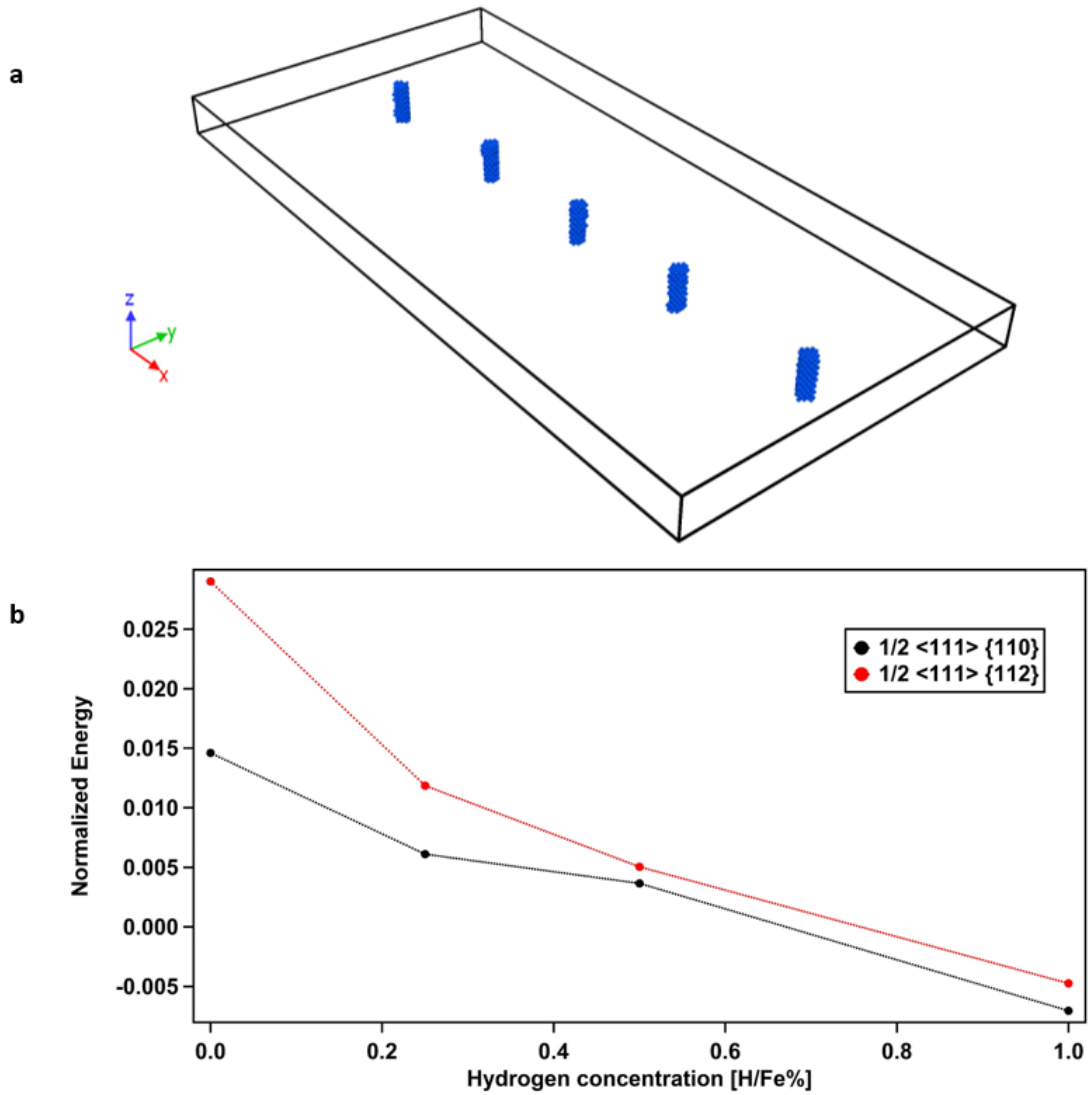 a
z
y
x
b
1/2 <111> {110}
1/2 <111> {112}
0.025
0.020
0.015
0.010
0.005
0.000
-0.005
Normalized Energy
0.0 0.2 0.4 0.6 0.8 1.0
Hydrogen concentration [H/Fe%]